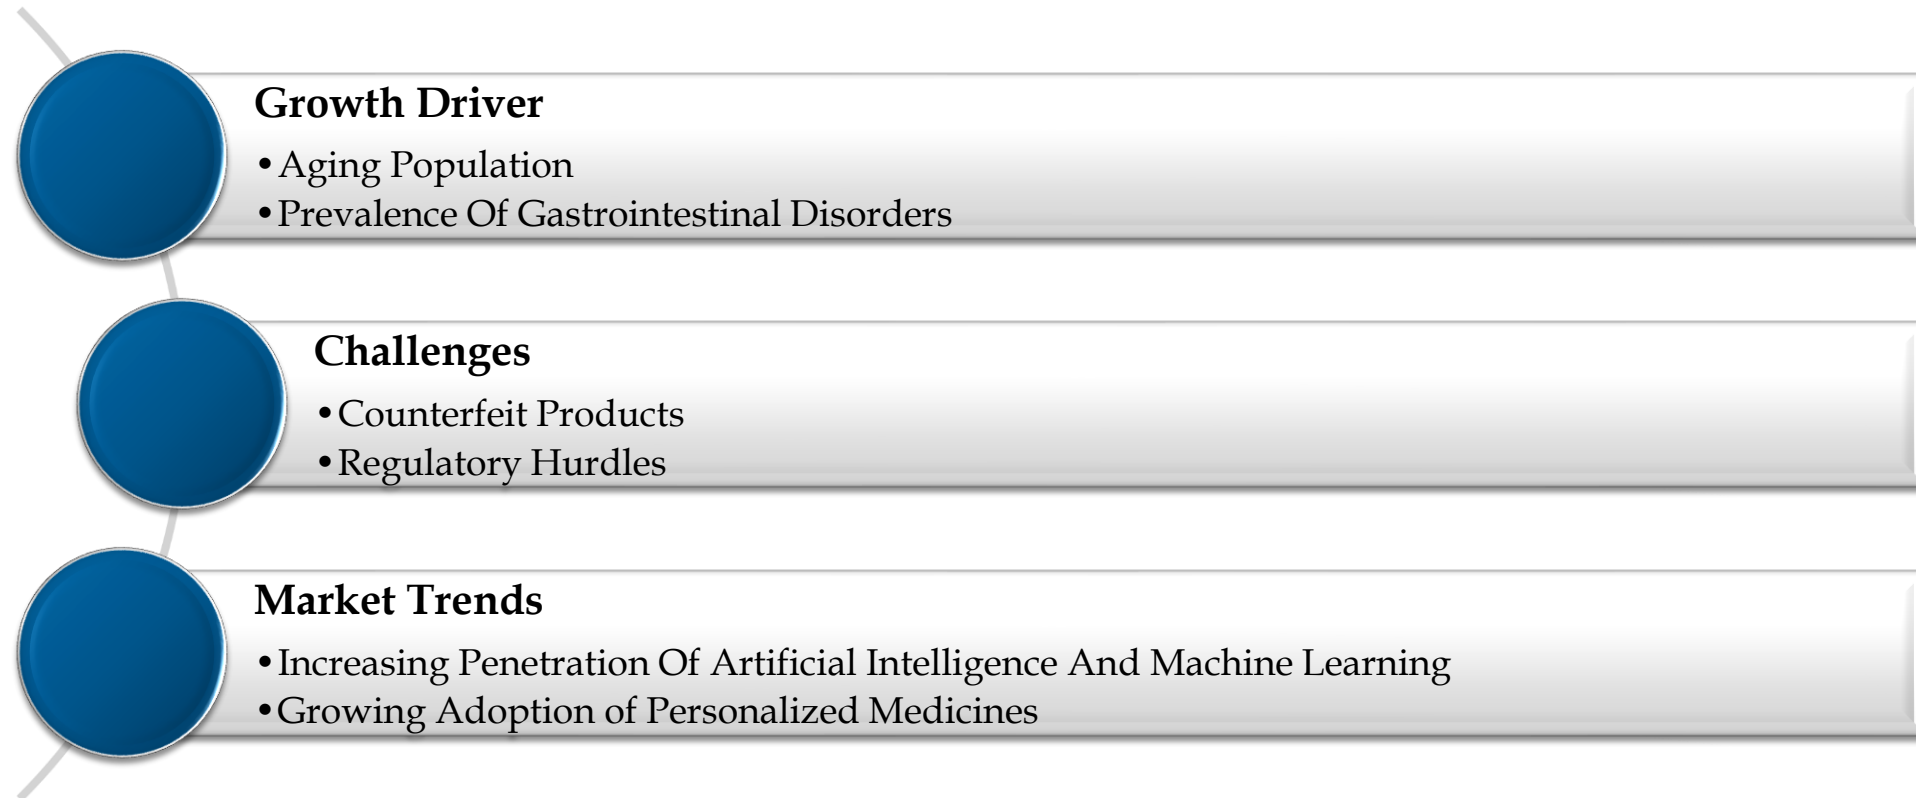 Growth Driver
•Aging Population
•Prevalence Of Gastrointestinal Disorders
Challenges
•Counterfeit Products
•Regulatory Hurdles
Market Trends
•Increasing Penetration Of Artificial Intelligence And Machine Learning
•Growing Adoption of Personalized Medicines